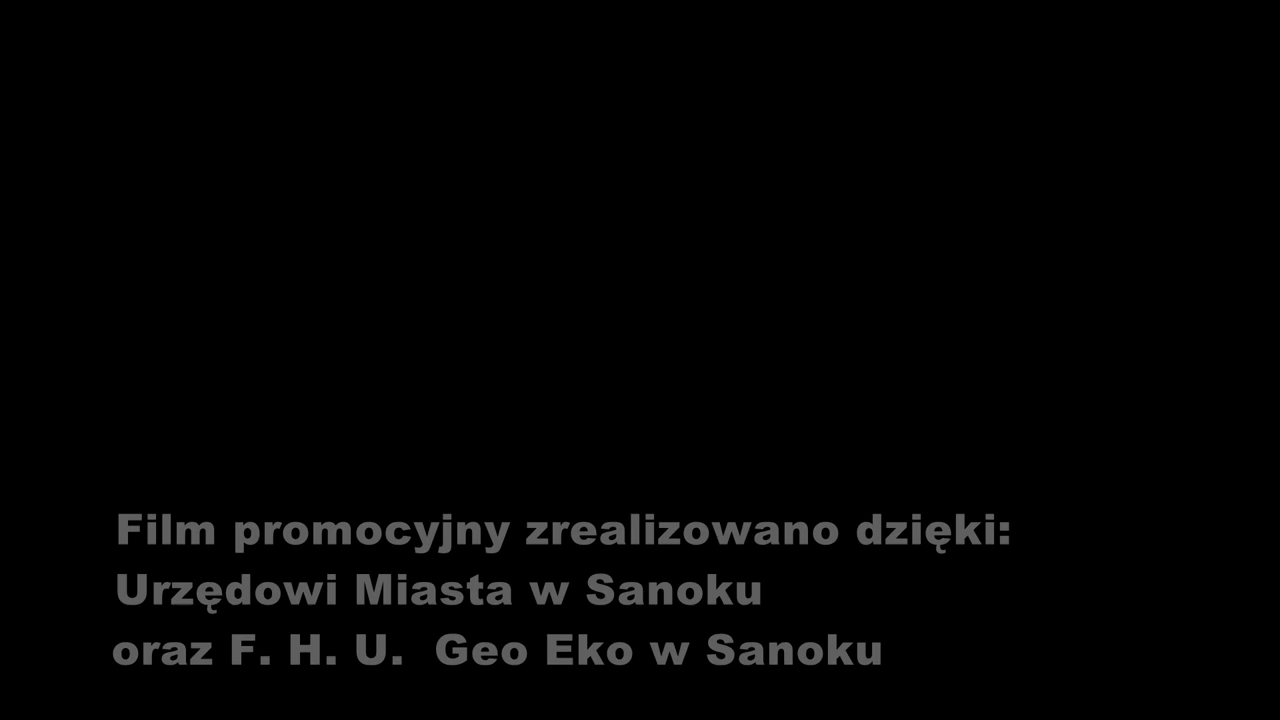 Film promocyjny zrealizowano dzięki:
Urzędowi Miasta w Sanoku
oraz F. H. U.  Geo Eko w Sanoku